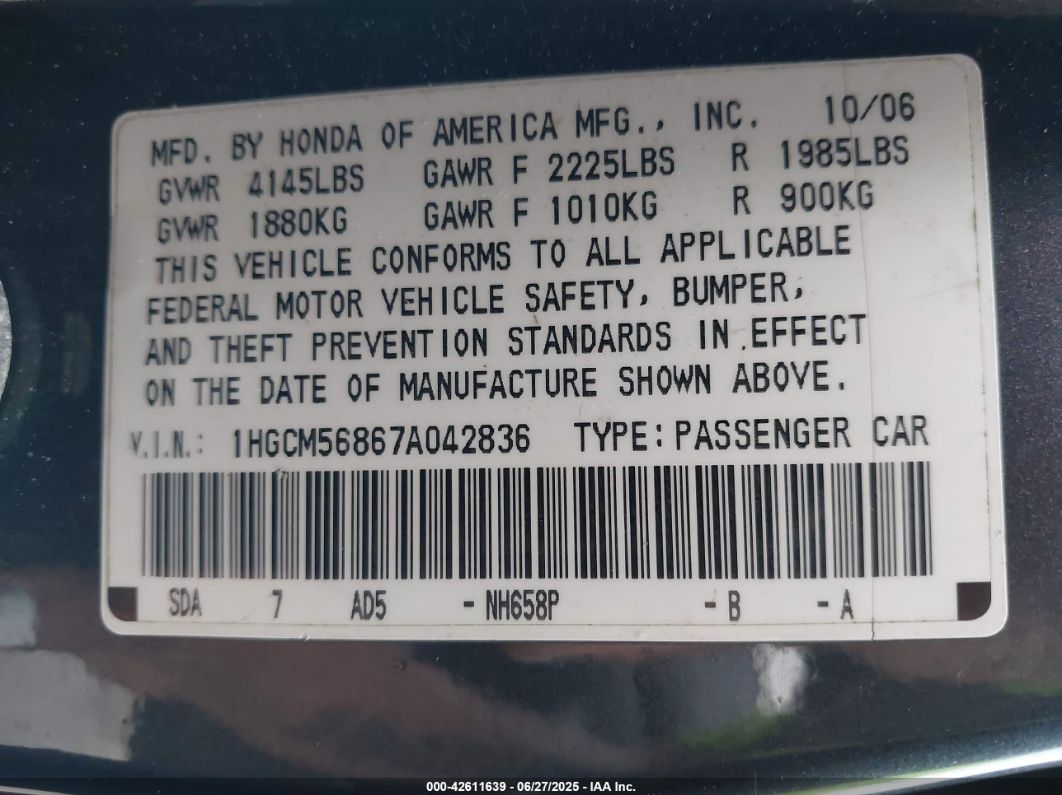 MFD. BY HONDA OF AMERICA MFG., INC. 10/06
GVWR 4145LBS GAWR F 2225LBS R 1985LBS
GVWR 1880KG GAWR F 1010KG R 900KG
THIS VEHICLE CONFORMS TO ALL APPLICABLE
FEDERAL MOTOR VEHICLE SAFETY, BUMPER,
AND THEFT PREVENTION STANDARDS IN EFFECT
ON THE DATE OF MANUFACTURE SHOWN ABOVE.
V.I.N.: 1HGCM56867A042836 TYPE: PASSENGER CAR
SDA 7 AD5 - NH658P - B - A
000-42611639 - 06/27/2025 - IAA Inc.